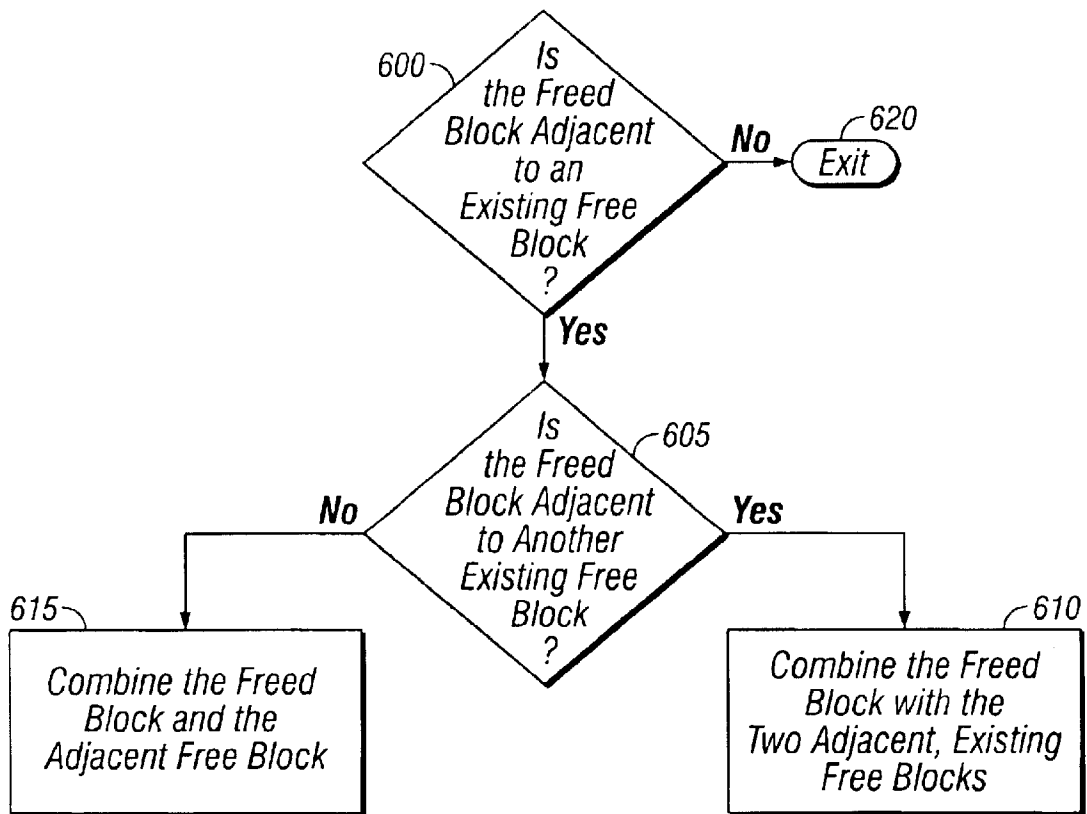 600
Is
the Freed
Block Adjacent
to an
Existing Free
Block
?
No
620
Exit
Yes
605
Is
the Freed
Block Adjacent
to Another
Existing Free
Block
?
No
Yes
615
Combine the Freed
Block and the
Adjacent Free Block
610
Combine the Freed
Block with the
Two Adjacent, Existing
Free Blocks